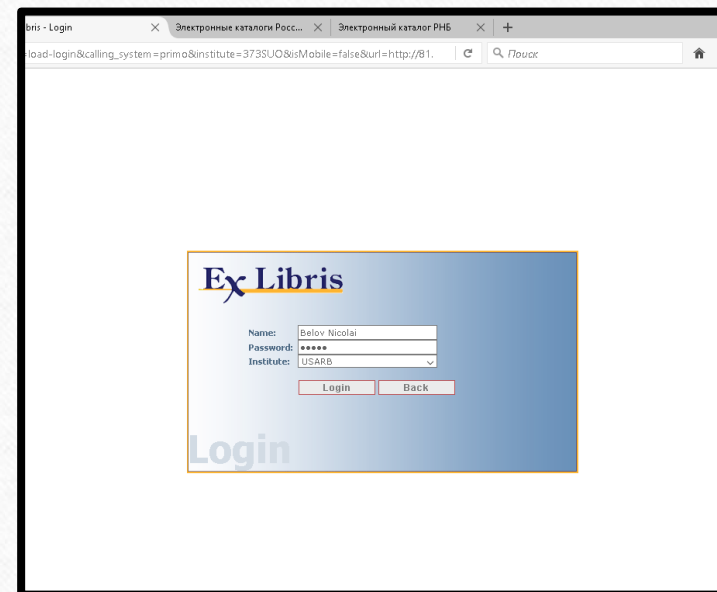 bris - Login
Электронные каталоги Росс...
Электронный каталог РНБ
=load-login&calling_system=primo&institute=373SUO&isMobile=false&url=http://81.
Поиск
Ex Libris
Name: Belov Nicolai
Password: •••••
Institute: USARB
Login Back
Login